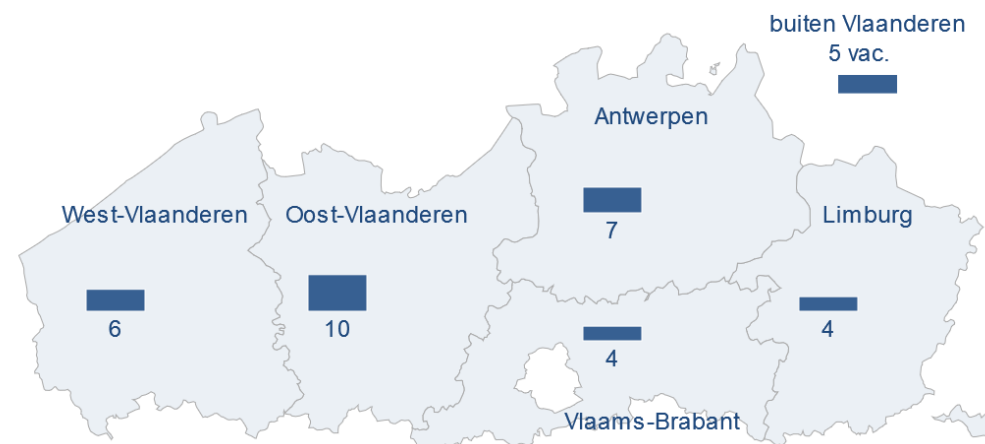 buiten Vlaanderen
5 vac.
Antwerpen
7
West-Vlaanderen
6
Oost-Vlaanderen
10
Limburg
4
4
Vlaams-Brabant